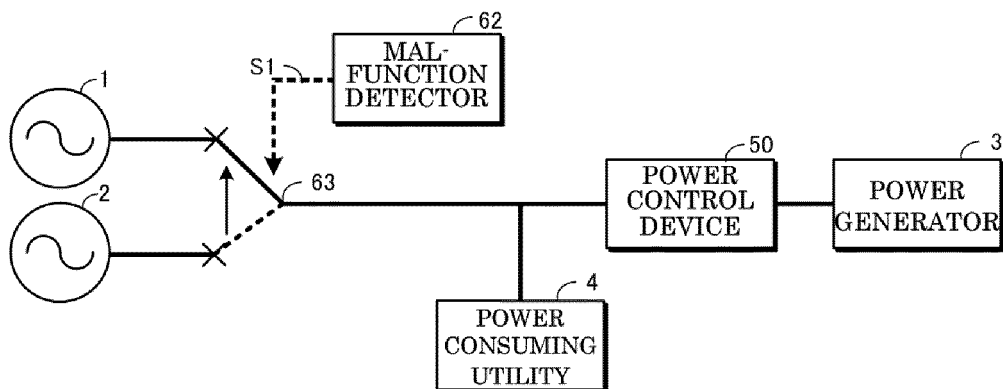 1
2
S1
62
MAL-
FUNCTION
DETECTOR
63
50
POWER
CONTROL
DEVICE
3
POWER
GENERATOR
4
POWER
CONSUMING
UTILITY